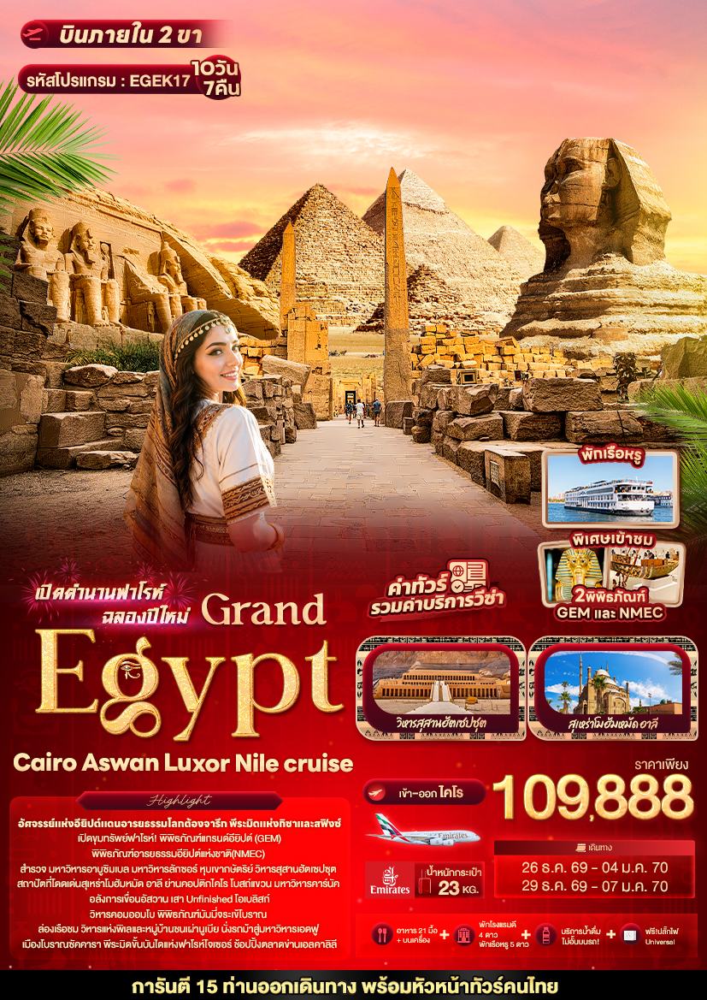 บินภายใน 2 ขา
รหัสโปรแกรม : EGEK17
10วัน
7คืน
พักเรือหรู
พิเศษเข้าชม
2พิพิธภัณฑ์
GEM และ NMEC
เปิดตำนานฟาโรห์
ฉลองปีใหม่
Grand
Egypt
Cairo Aswan Luxor Nile cruise
ค่าทัวร์
รวมค่าบริการวีซ่า
วิหารสุสานฮัตเชปซุต
สุเหร่าโมฮัมหมัด อาลี
Highlight
อัศจรรย์แห่งอียิปต์แดนอารยธรรมโลกต้องจารึก พีระมิดแห่งกิซาและสฟิงซ์
เปิดขุมทรัพย์ฟาโรห์! พิพิธภัณฑ์แกรนด์อียิปต์ (GEM)
พิพิธภัณฑ์อารยธรรมอียิปต์แห่งชาติ(NMEC)
สำรวจ มหาวิหารอาบูซิมเบล มหาวิหารลักซอร์ หุบเขากษัตริย์ วิหารสุสานฮัตเชปซุต
สถาปัตที่โดดเด่นสุเหร่าโมฮัมหมัด อาลี ย่านคอปติกไคโร โบสถ์แขวน มหาวิหารคาร์นัค
อลังการเขื่อนอัสวาน เสา Unfinished โอเบลิสก์
วิหารคอมออมโบ พิพิธภัณฑ์มัมมี่จระเข้โบราณ
ล่องเรือชม วิหารแห่งฟิเลและหมู่บ้านชนเผ่านูเบีย นั่งรถม้าสู่มหาวิหารเอดฟู
เมืองโบราณซัคคารา พีระมิดขั้นบันไดแห่งฟาโรห์โจเซอร์ ช้อปปิ้งตลาดข่านเอลคาลิลี
เข้า-ออก ไคโร
Emirates
Emirates
น้ำหนักกระเป๋า
23 KG.
ราคาเพียง
109,888
เดินทาง
26 ธ.ค. 69 - 04 ม.ค. 70
29 ธ.ค. 69 - 07 ม.ค. 70
อาหาร 21 มื้อ
+ บนเครื่อง
+
พักโรงแรมดี
4 ดาว
พักเรือหรู 5 ดาว
+
บริการน้ำดื่ม
ไม่อั้นบนรถ!
+
ฟรี!ปลั๊กไฟ
Universal
การันตี 15 ท่านออกเดินทาง พร้อมหัวหน้าทัวร์คนไทย